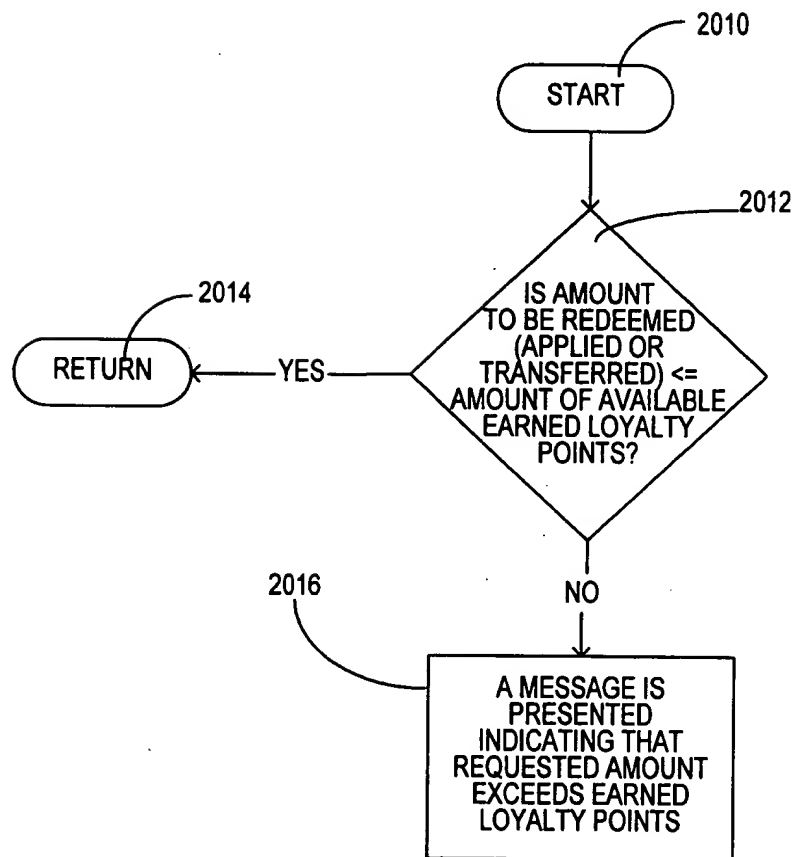 2010
START
2012
IS AMOUNT
TO BE REDEEMED
(APPLIED OR
TRANSFERRED) <=
AMOUNT OF AVAILABLE
EARNED LOYALTY
POINTS?
2014
RETURN
YES
NO
2016
A MESSAGE IS
PRESENTED
INDICATING THAT
REQUESTED AMOUNT
EXCEEDS EARNED
LOYALTY POINTS